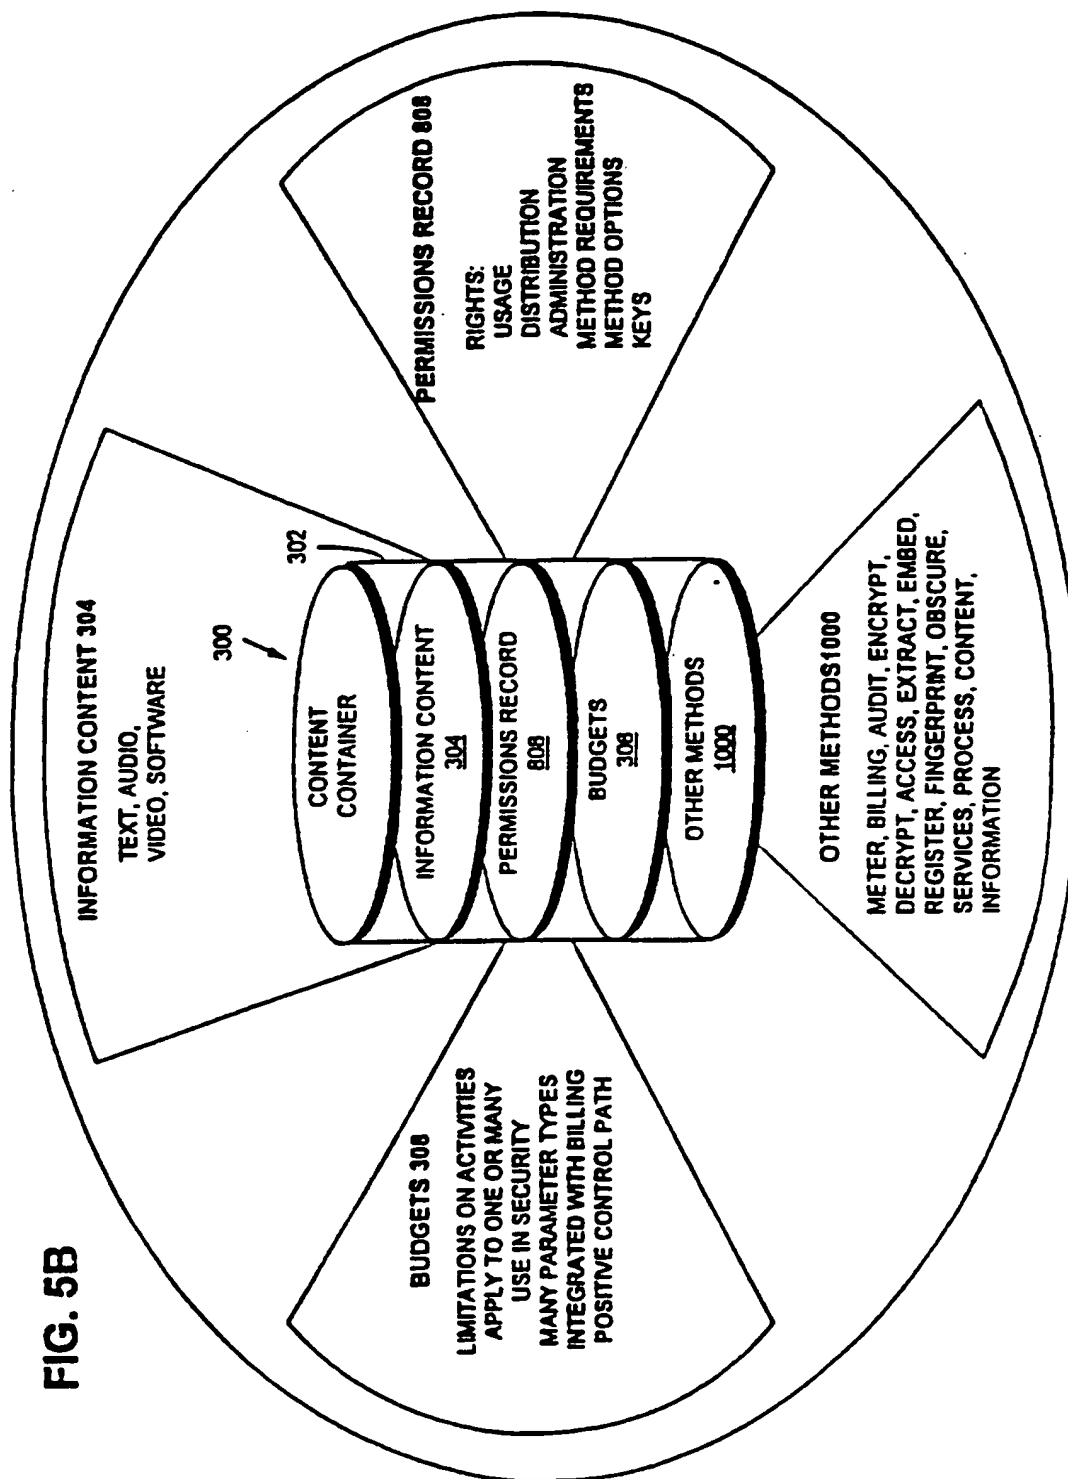 FIG. 5B
INFORMATION CONTENT 304
TEXT, AUDIO,
VIDEO, SOFTWARE
PERMISSIONS RECORD 808
RIGHTS:
USAGE
DISTRIBUTION
ADMINISTRATION
METHOD REQUIREMENTS
METHOD OPTIONS
KEYS
300
302
CONTENT
CONTAINER
INFORMATION CONTENT
304
PERMISSIONS RECORD
808
BUDGETS
308
OTHER METHODS
1000
BUDGETS 308
LIMITATIONS ON ACTIVITIES
APPLY TO ONE OR MANY
USE IN SECURITY
MANY PARAMETER TYPES
INTEGRATED WITH BILLING
POSITIVE CONTROL PATH
OTHER METHODS1000
METER, BILLING, AUDIT, ENCRYPT,
DECRYPT, ACCESS, EXTRACT, EMBED,
REGISTER, FINGERPRINT, OBSCURE,
SERVICES, PROCESS, CONTENT,
INFORMATION